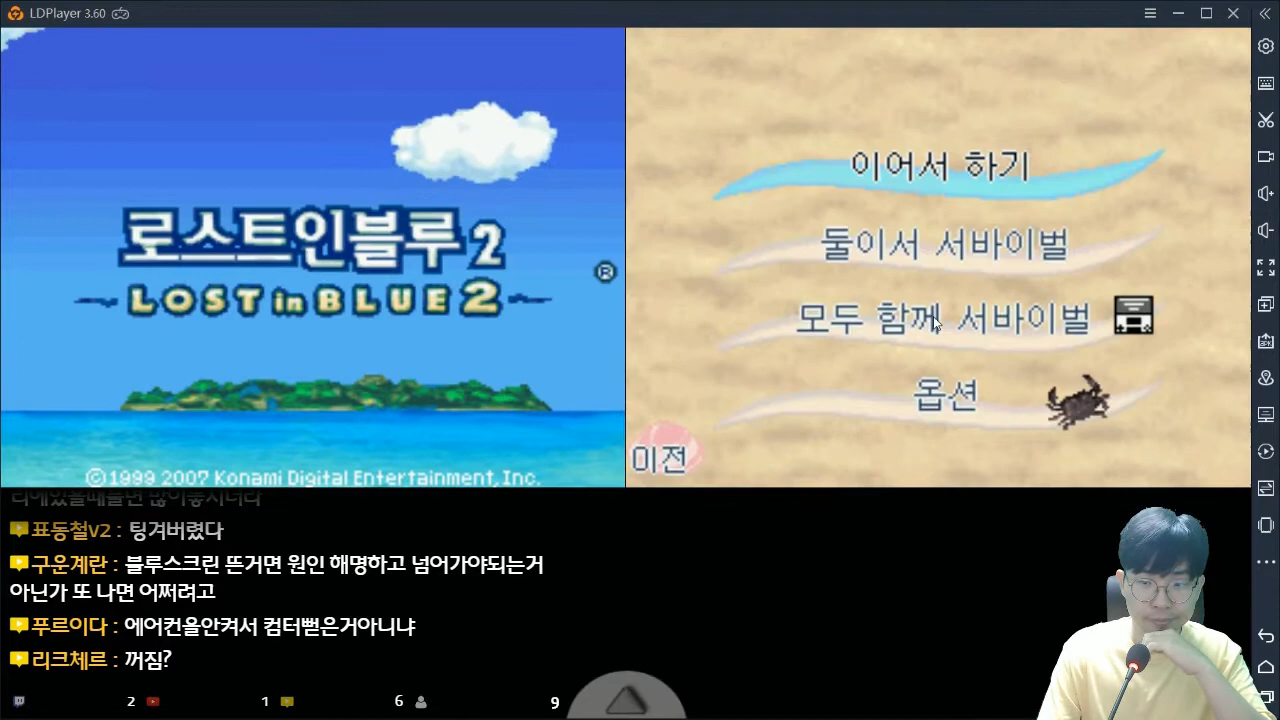 LDPlayer 3.60
로스트인블루 2
LOST in BLUE 2
®
©1999 2007 Konami Digital Entertainment, Inc.
이어서 하기
둘이서 서바이벌
모두 함께 서바이벌
옵션
이전
표동철V2 : 팅겨버렸다
구운계란 : 블루스크린 뜬거면 원인 해명하고 넘어가야되는거
아닌가 또 나면 어쩌려고
푸르이다 : 에어컨을안켜서 컴터뻗은거아니냐
리크체르 : 꺼짐?
2 1 6 9